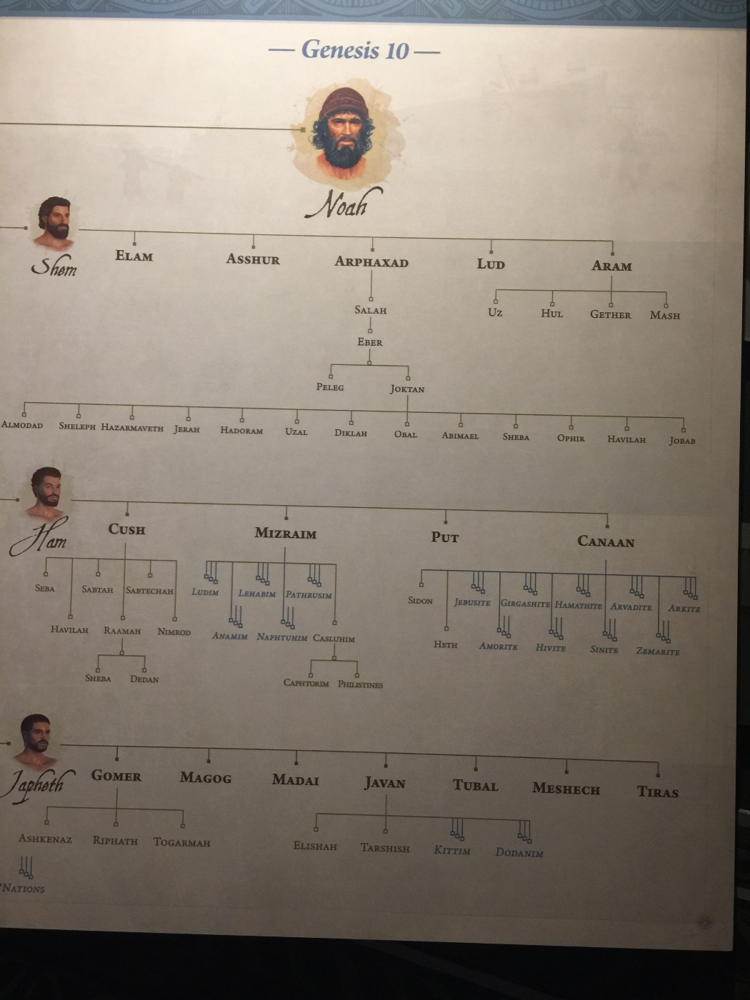 — Genesis 10 —
Noah
Shem
Elam Asshur Arphaxad Lud Aram
Salah Uz Hul Gether Mash
Eber
Peleg Joktan
Almodad Sheleph Hazarmaveth Jerah Hadoram Uzal Diklah Obal Abimael Sheba Ophir Havilah Jobab
Ham
Cush Mizraim Put Canaan
Seba Sabtah Sabtechah Ludim Lehabim Pathrusim Sidon Jebusite Girgashite Hamathite Arvadite Arkite
Havilah Raamah Nimrod Anamim Naphtuhim Casluhim Heth Amorite Hivite Sinite Zemarite
Sheba Dedan Caphtorim Philistines
Japheth
Gomer Magog Madai Javan Tubal Meshech Tiras
Ashkenaz Riphath Togarmah Elishah Tarshish Kittim Dodanim
"Nations